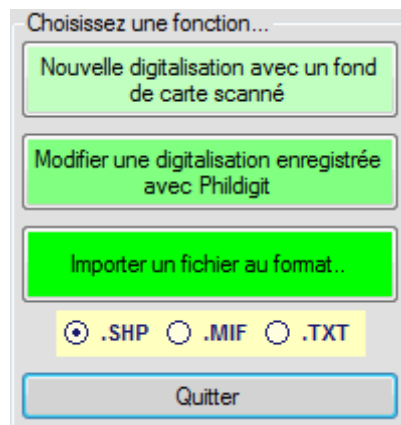 Choisissez une fonction...
Nouvelle digitalisation avec un fond
de carte scanné
Modifier une digitalisation enregistrée
avec Phildigit
Importer un fichier au format..
.SHP .MIF .TXT
Quitter